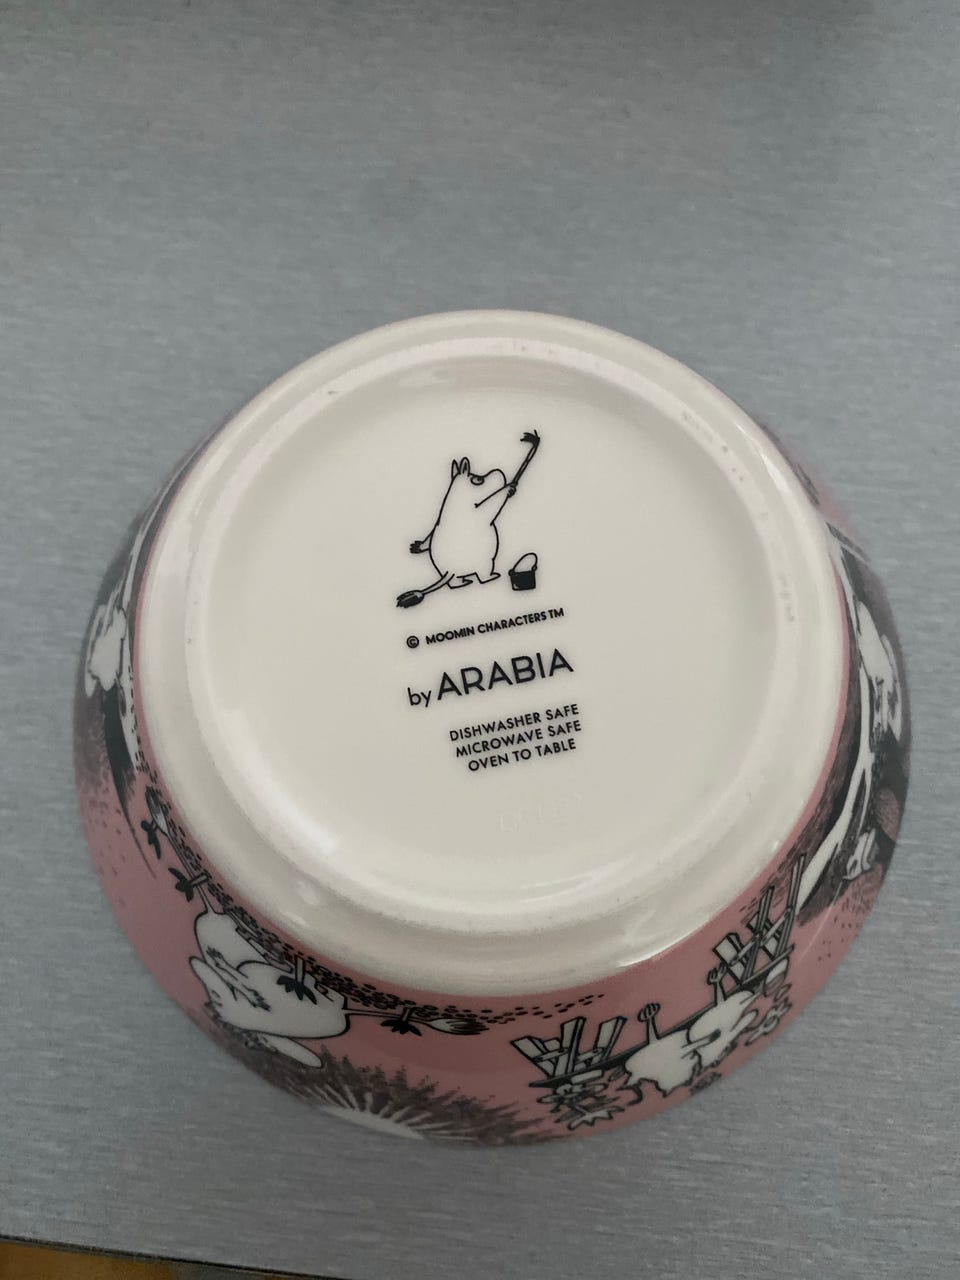 © MOOMIN CHARACTERS TM
by ARABIA
DISHWASHER SAFE
MICROWAVE SAFE
OVEN TO TABLE